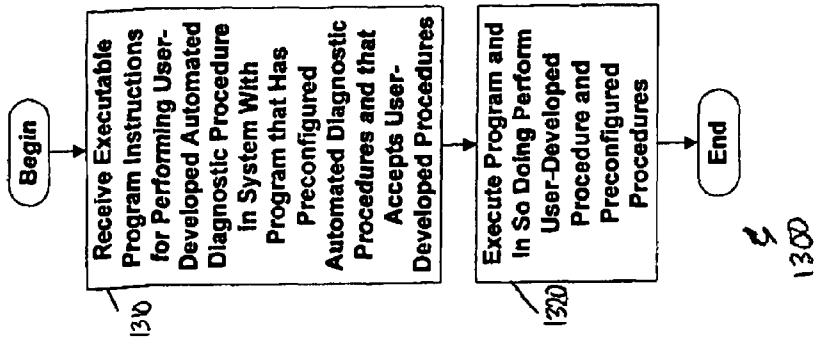 Begin
Receive Executable
Program Instructions
for Performing User-
Developed Automated
Diagnostic Procedure
in System With
Program that Has
Preconfigured
Automated Diagnostic
Procedures and that
Accepts User-
Developed Procedures
1310
Execute Program and
In So Doing Perform
User-Developed
Procedure and
Preconfigured
Procedures
1320
End
1300